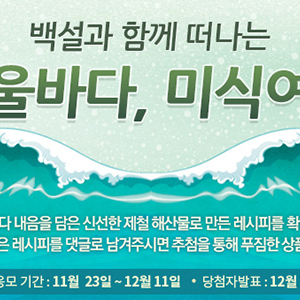 백설과 함께 떠나는
울바다, 미식여
다 내음을 담은 신선한 제철 해산물로 만든 레시피를 확
은 레시피를 댓글로 남겨주시면 추첨을 통해 푸짐한 상품
응모 기간 : 11월 23일 ~ 12월 11일 • 당첨자발표 : 12월